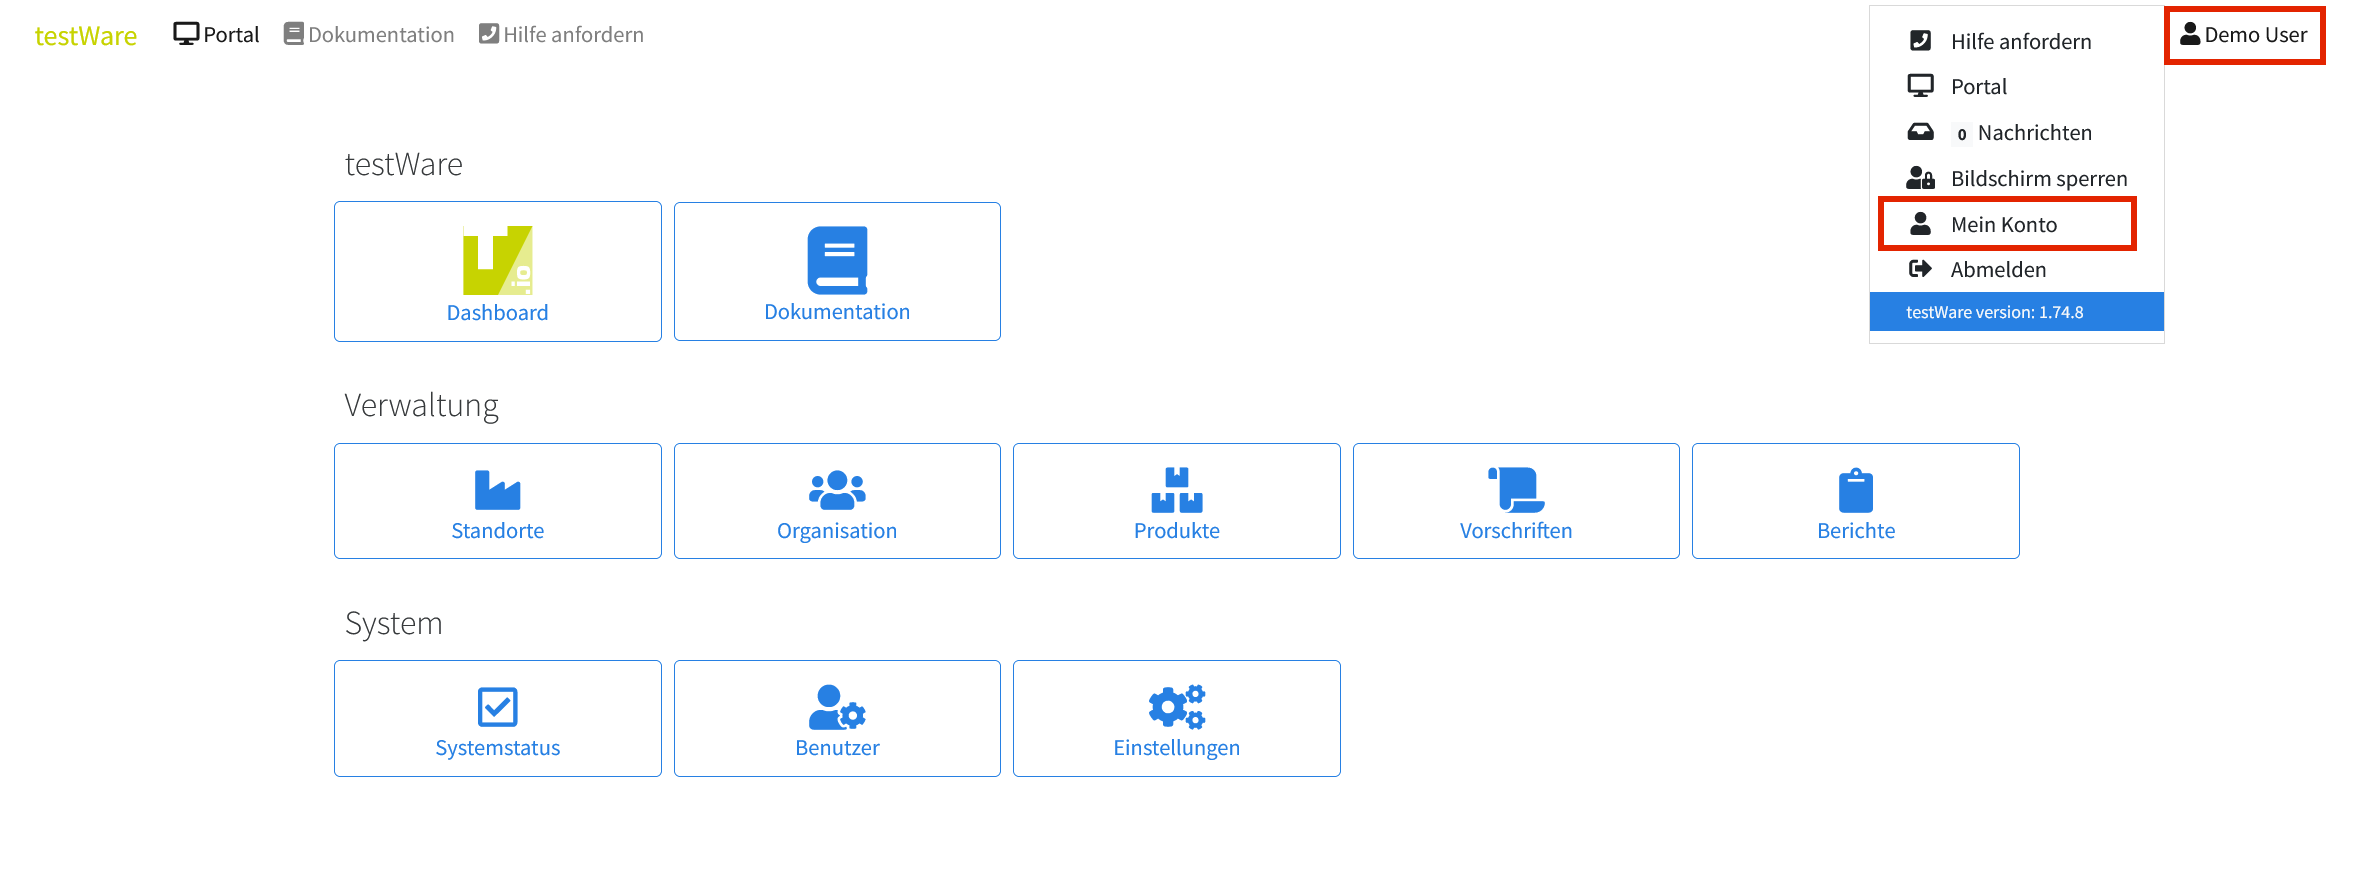 testWare Portal Dokumentation Hilfe anfordern
Demo User
Hilfe anfordern
Portal
0 Nachrichten
Bildschirm sperren
Mein Konto
Abmelden
testWare version: 1.74.8
testWare
.io
Dashboard
Dokumentation
Verwaltung
Standorte
Organisation
Produkte
Vorschriften
Berichte
System
Systemstatus
Benutzer
Einstellungen